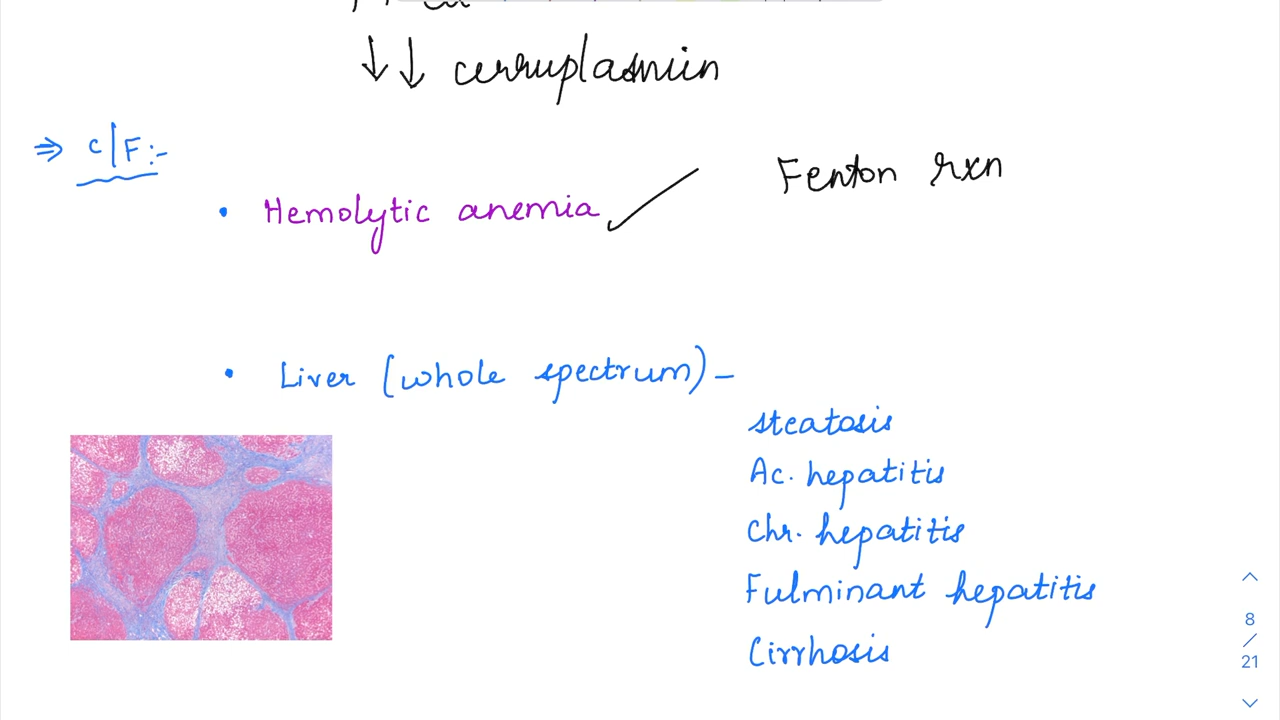 ↓↓ cerruplasmin
⇒ C/F:-
Fenton rxn
• Hemolytic anemia ✓
• Liver (whole spectrum) –
steatosis
Ac. hepatitis
Chr. hepatitis
Fulminant hepatitis
Cirrhosis
8
/
21